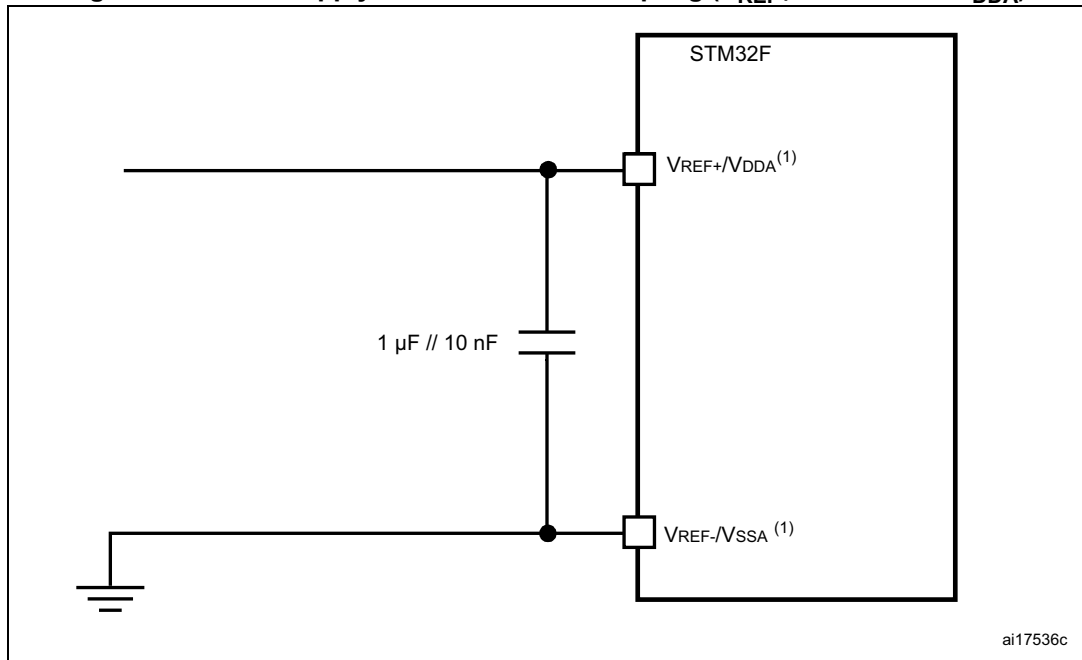 STM32F
VREF+/VDDA(1)
1 µF // 10 nF
VREF-/VSSA (1)
ai17536c